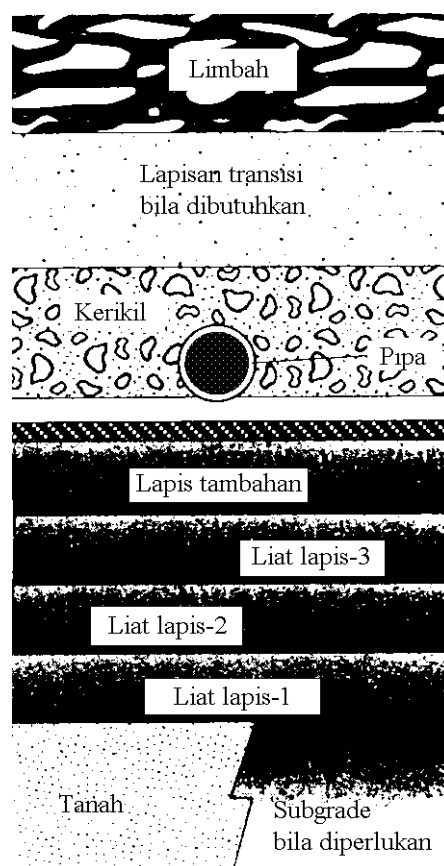 Limbah
Lapisan transisi
bila dibutuhkan
Kerikil
Pipa
Lapis tambahan
Liat lapis-3
Liat lapis-2
Liat lapis-1
Tanah
Subgrade
bila diperlukan